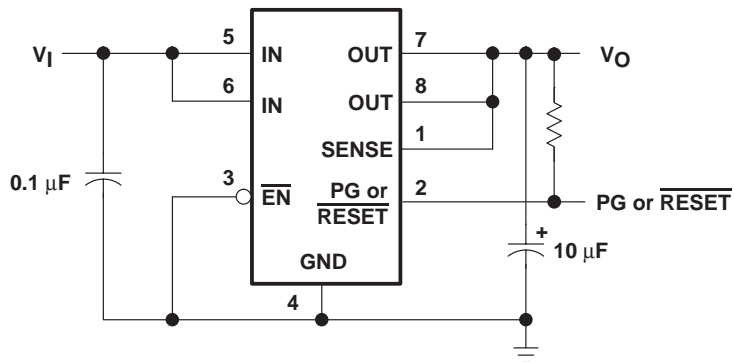 VI
5
IN
OUT
7
VO
6
IN
OUT
8
SENSE
1
0.1 µF
3
EN
PG or
RESET
2
PG or RESET
+
10 µF
GND
4